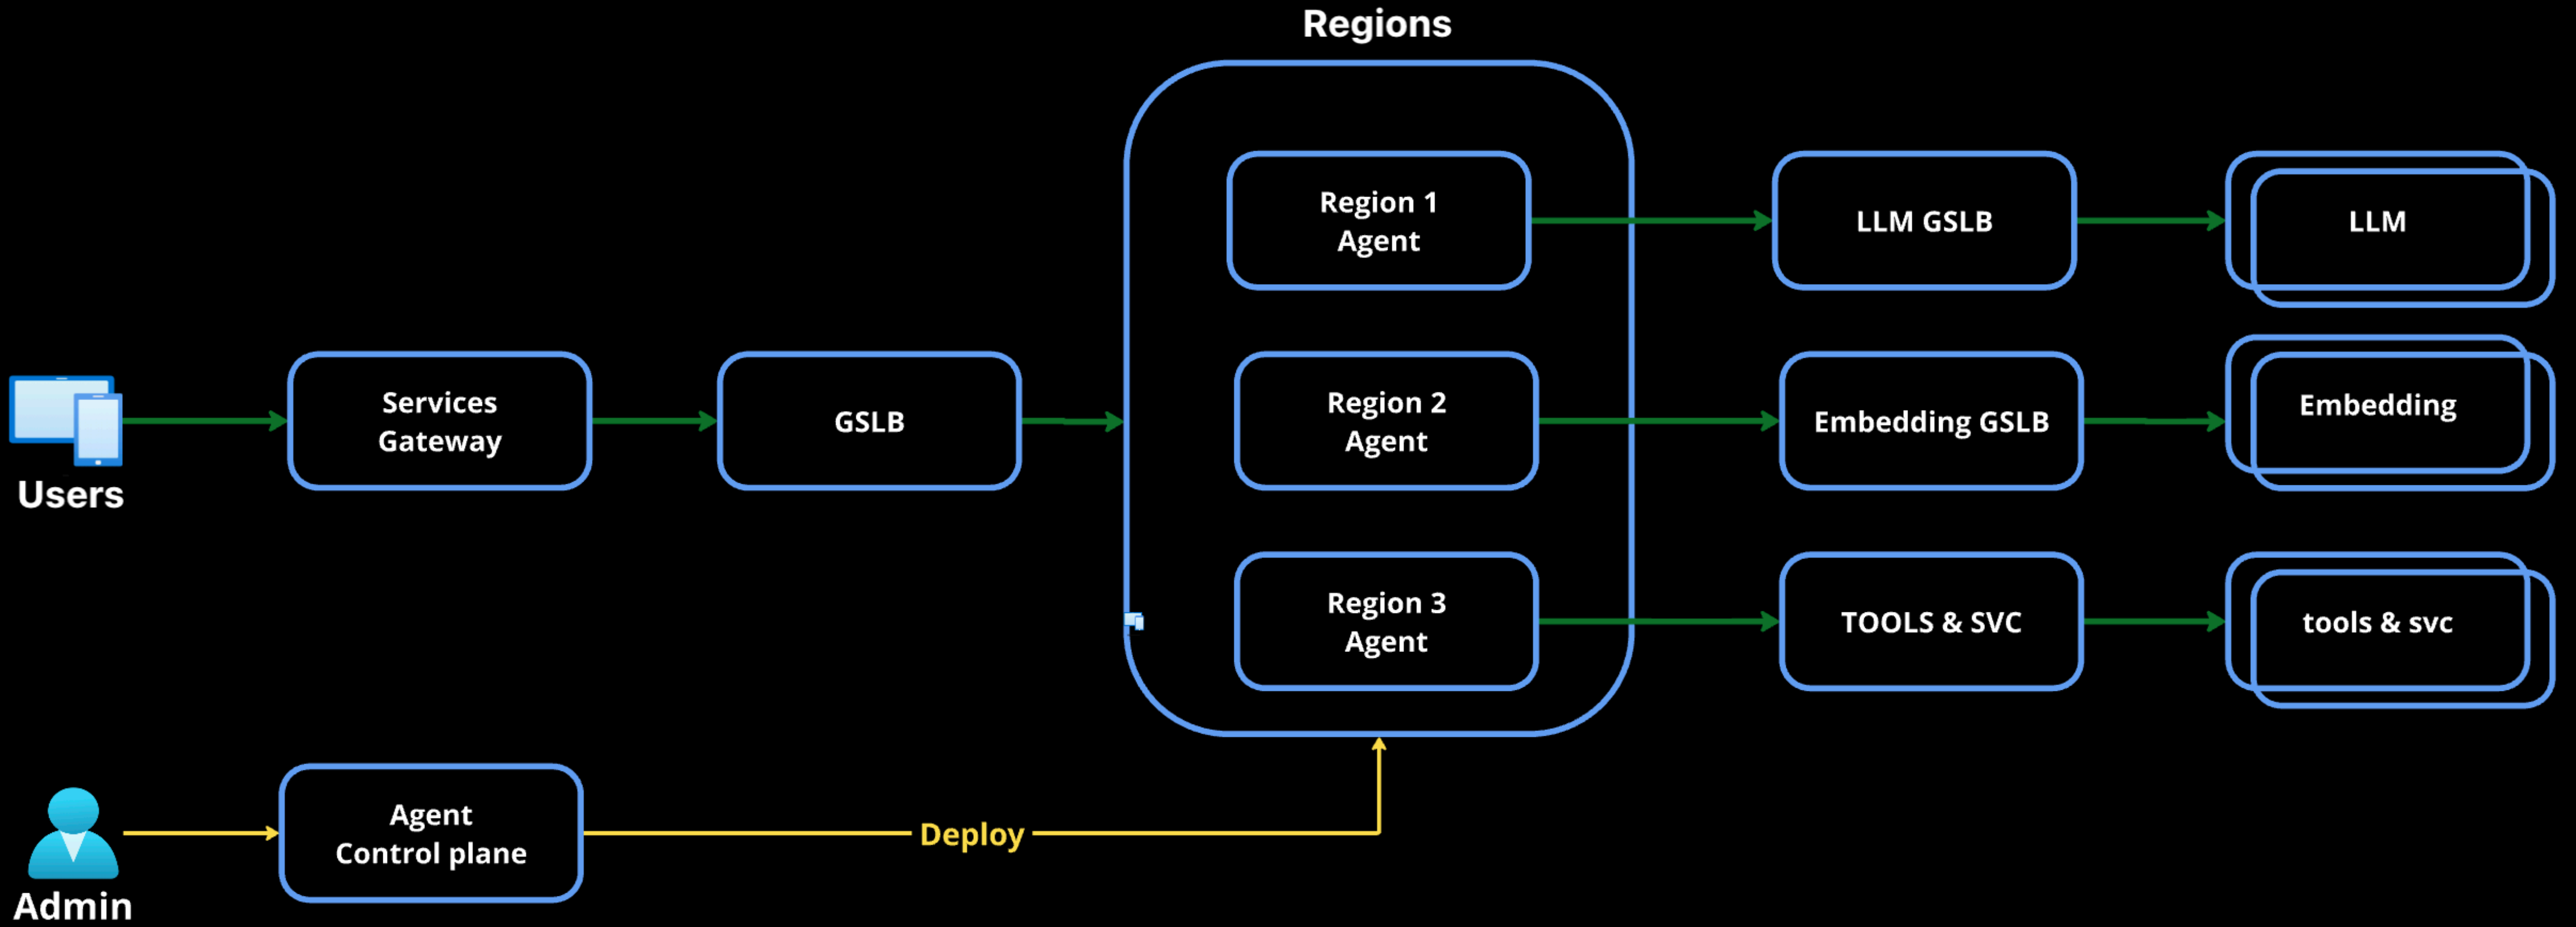 Regions
Region 1
Agent
LLM GSLB
LLM
Users
Services
Gateway
GSLB
Region 2
Agent
Embedding GSLB
Embedding
Region 3
Agent
TOOLS & SVC
tools & svc
Admin
Agent
Control plane
Deploy